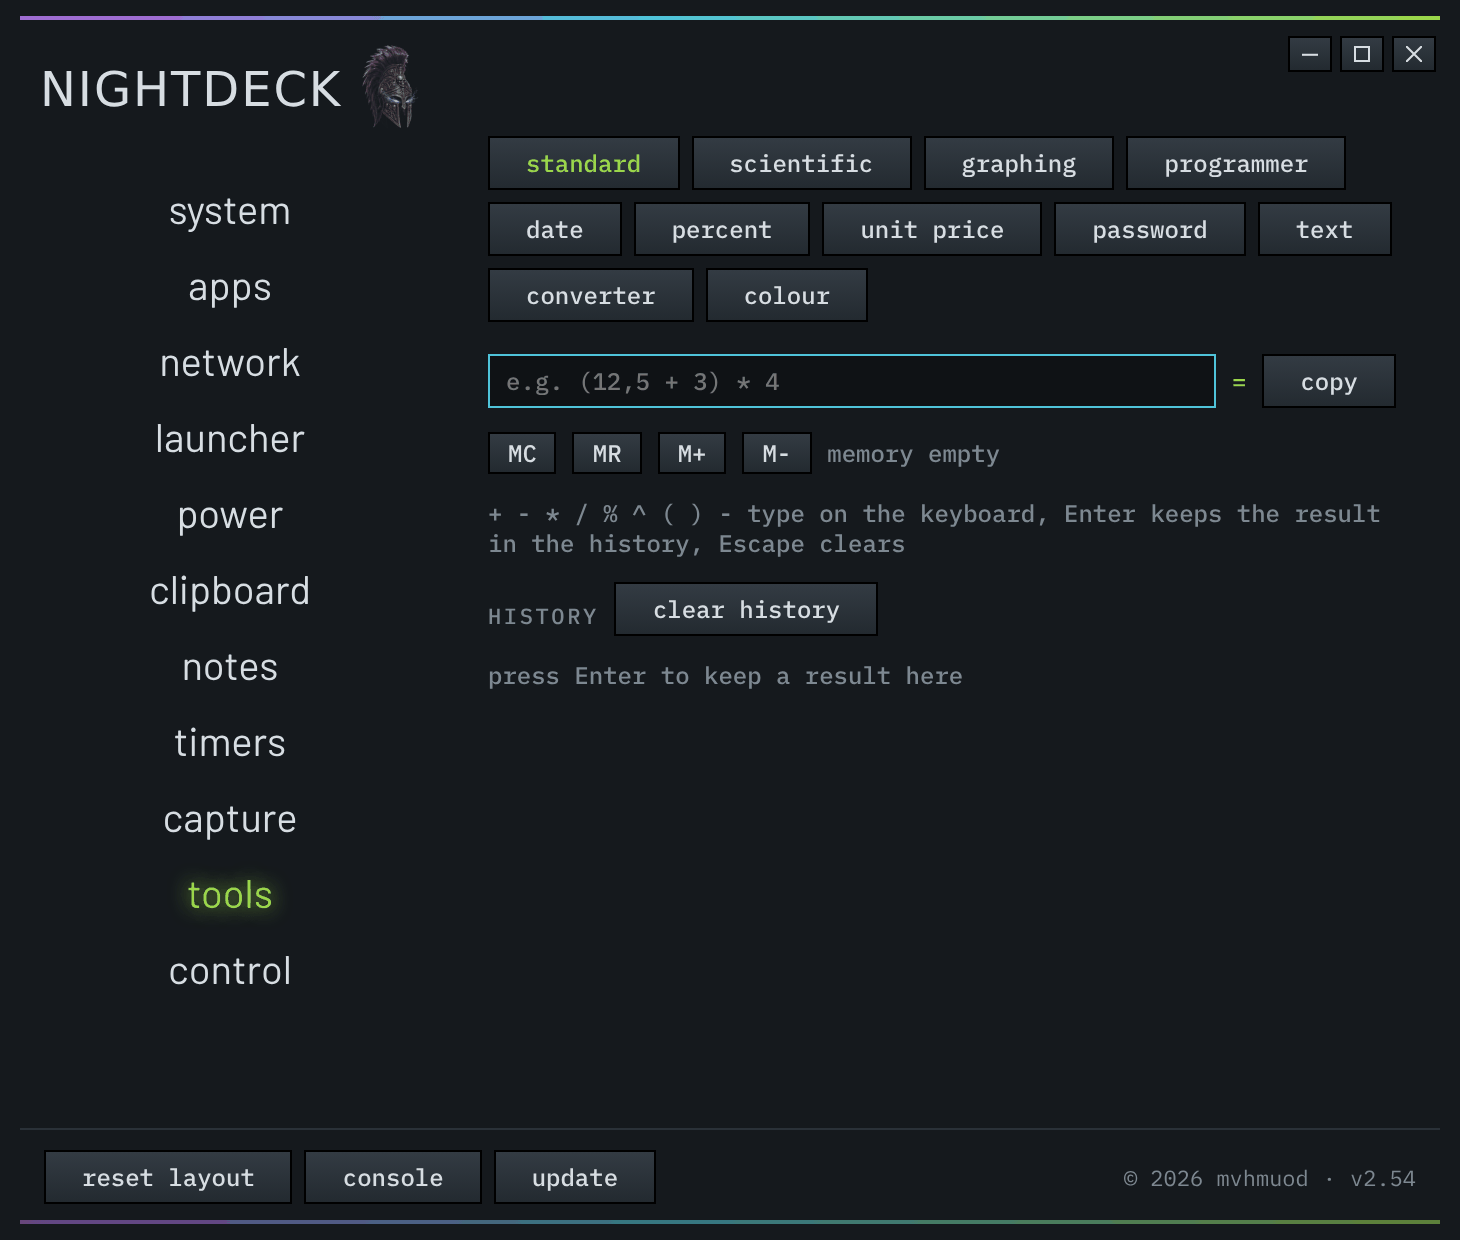 NIGHTDECK
system
apps
network
launcher
power
clipboard
notes
timers
capture
tools
control
standard scientific graphing programmer
date percent unit price password text
converter colour
e.g. (12,5 + 3) * 4 = copy
MC MR M+ M- memory empty
+ - * / % ^ ( ) - type on the keyboard, Enter keeps the result
in the history, Escape clears
HISTORY clear history
press Enter to keep a result here
reset layout console update © 2026 mvhmuod · v2.54